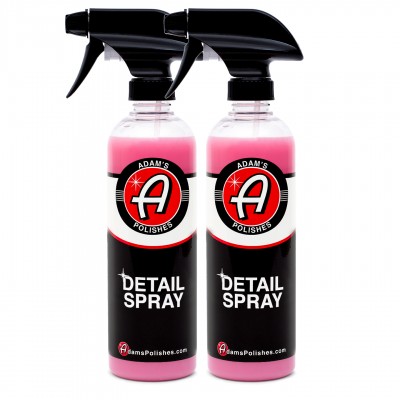 ADAM'S
A
POLISHES
DETAIL
SPRAY
A AdamsPolishes.com
ADAM'S
A
POLISHES
DETAIL
SPRAY
A AdamsPolishes.com